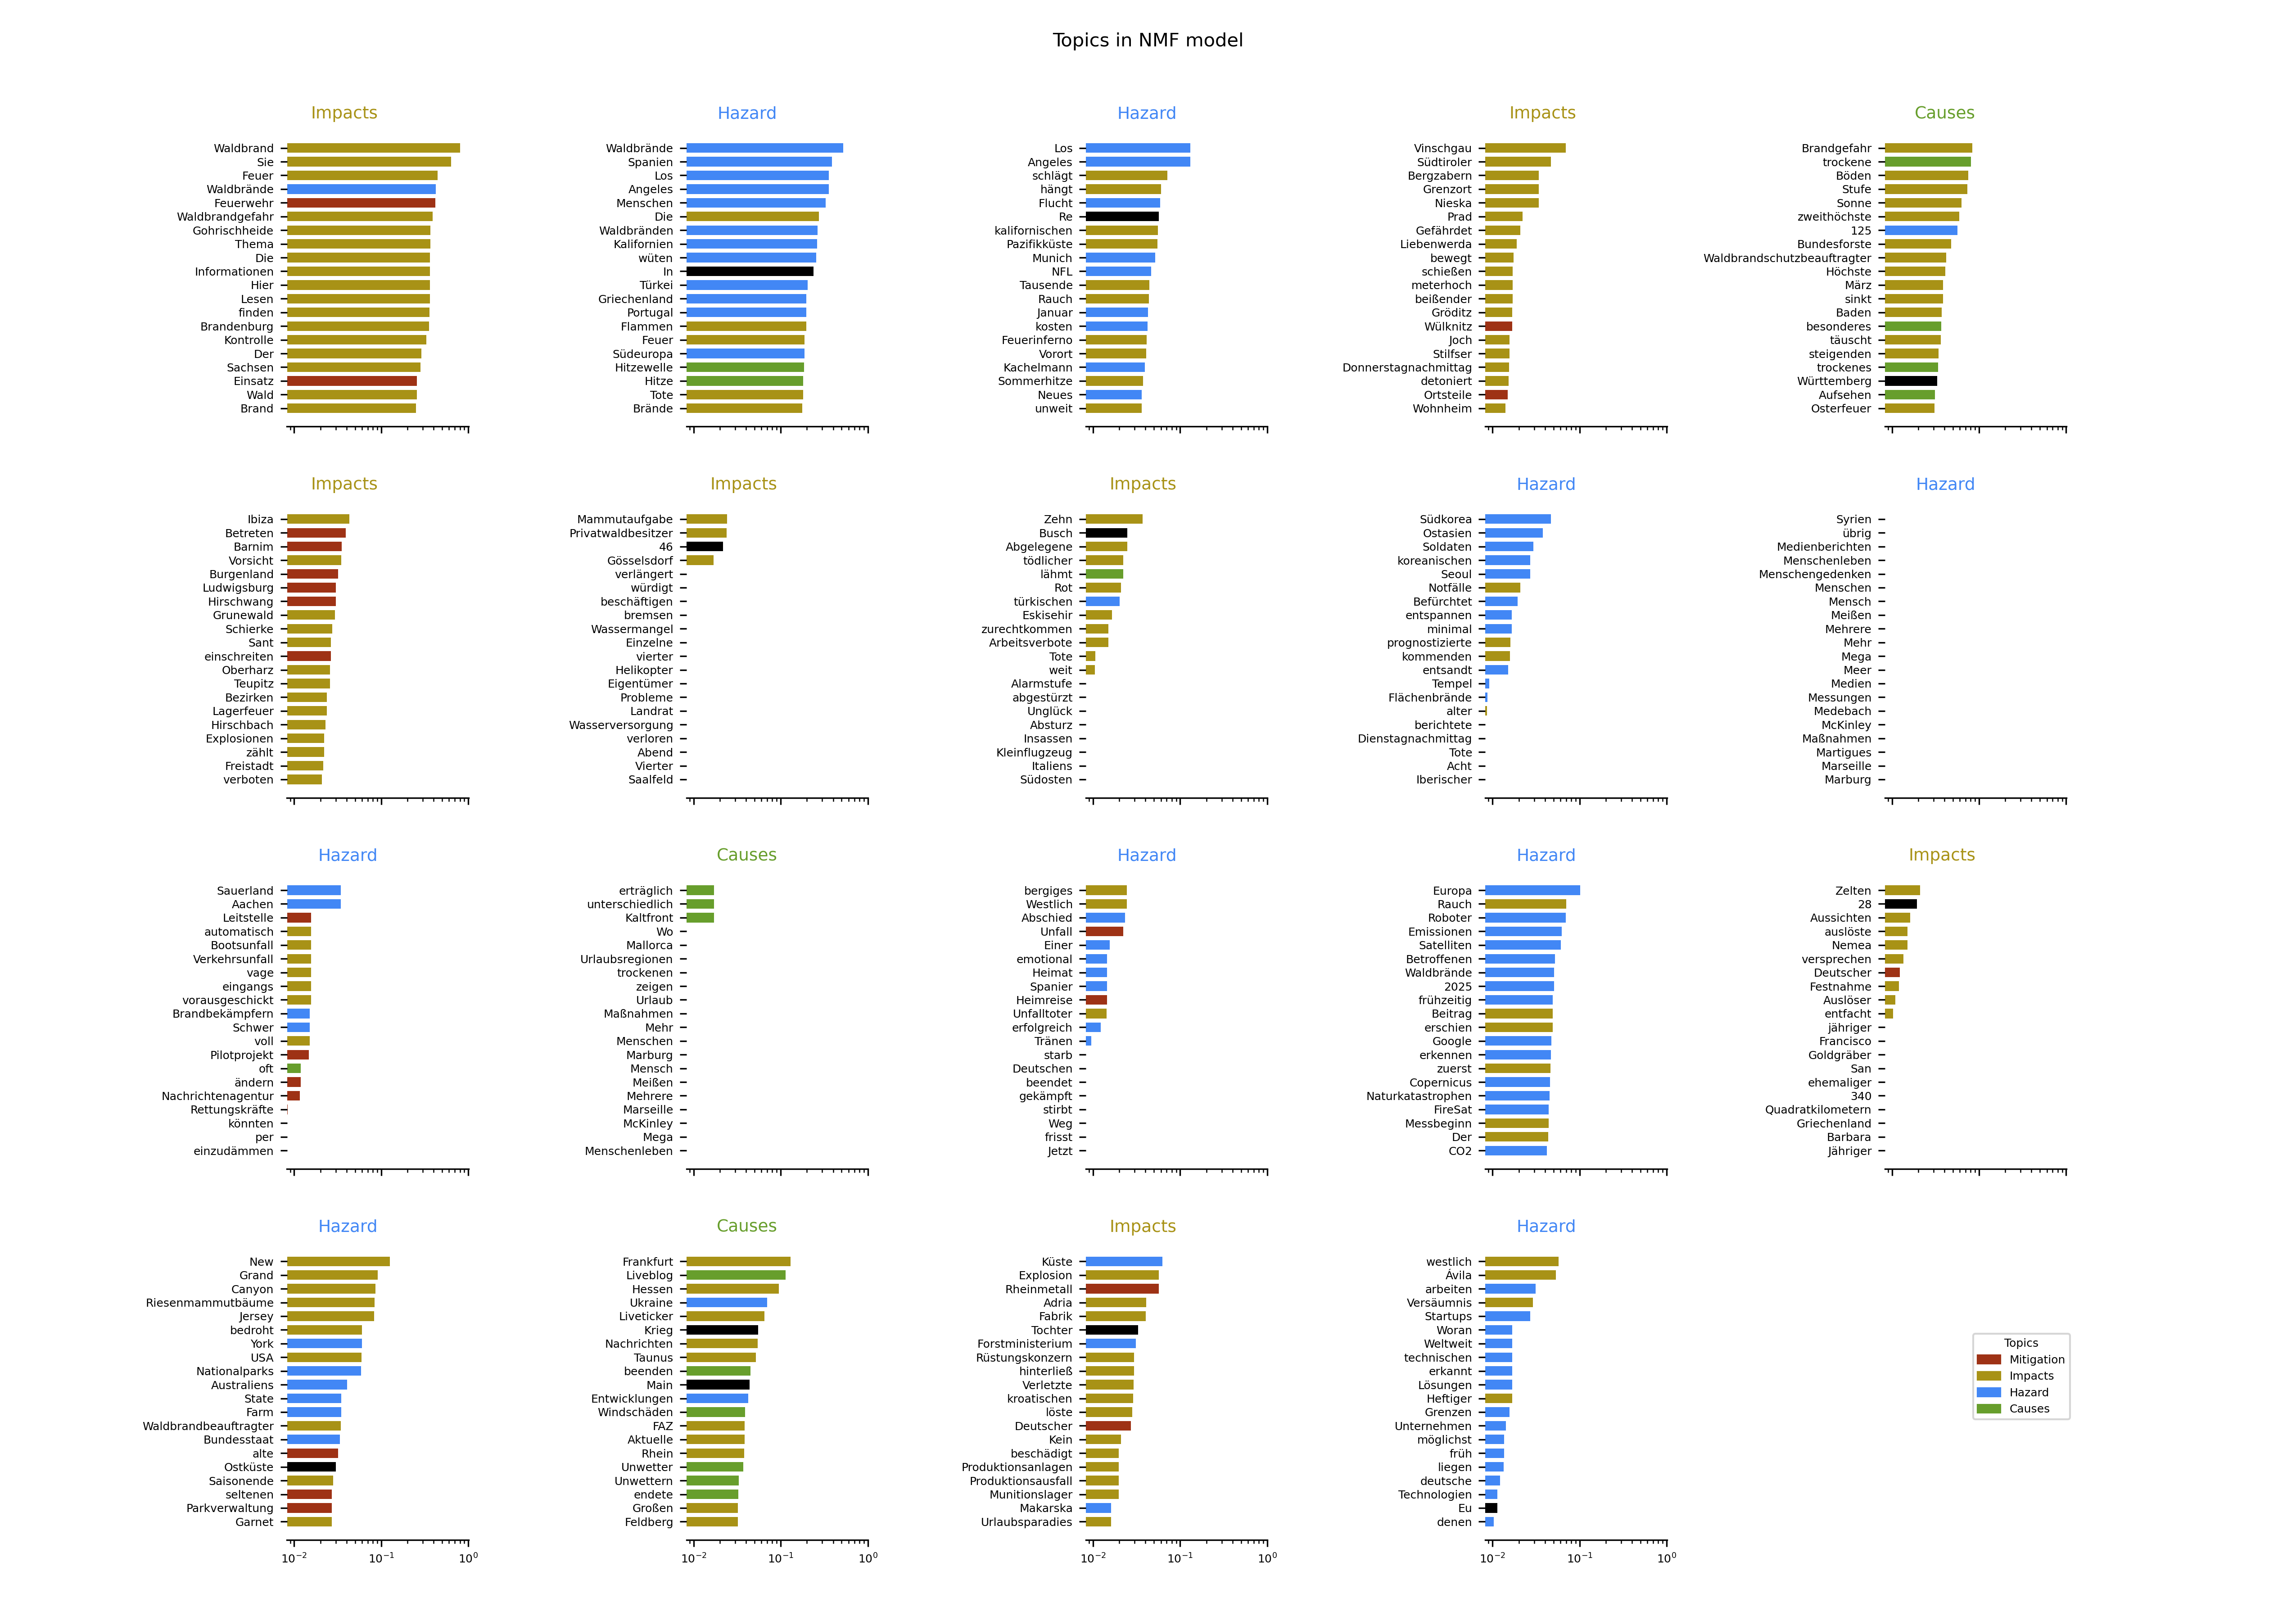 Topics in NMF model
Impacts
Waldbrand
Sie
Feuer
Waldbrände
Feuerwehr
Waldbrandgefahr
Gohrischheide
Thema
Die
Informationen
Hier
Lesen
finden
Brandenburg
Kontrolle
Der
Sachsen
Einsatz
Wald
Brand
Hazard
Waldbrände
Spanien
Los
Angeles
Menschen
Die
Waldbränden
Kalifornien
wüten
In
Türkei
Griechenland
Portugal
Flammen
Feuer
Südeuropa
Hitzewelle
Hitze
Tote
Brände
Hazard
Los
Angeles
schlägt
hängt
Flucht
Re
kalifornischen
Pazifikküste
Munich
NFL
Tausende
Rauch
Januar
kosten
Feuerinferno
Vorort
Kachelmann
Sommerhitze
Neues
unweit
Impacts
Vinschgau
Südtiroler
Bergzabern
Grenzort
Nieska
Prad
Gefährdet
Liebenwerda
bewegt
schießen
meterhoch
beißender
Gröditz
Wülknitz
Joch
Stilfser
Donnerstagnachmittag
detoniert
Ortsteile
Wohnheim
Causes
Brandgefahr
trockene
Böden
Stufe
Sonne
zweithöchste
125
Bundesforste
Waldbrandschutzbeauftragter
Höchste
März
sinkt
Baden
besonderes
täuscht
steigenden
trockenes
Württemberg
Aufsehen
Osterfeuer
Impacts
Ibiza
Betreten
Barnim
Vorsicht
Burgenland
Ludwigsburg
Hirschwang
Grunewald
Schierke
Sant
einschreiten
Oberharz
Teupitz
Bezirken
Lagerfeuer
Hirschbach
Explosionen
zählt
Freistadt
verboten
Impacts
Mammutaufgabe
Privatwaldbesitzer
46
Gösselsdorf
verlängert
würdigt
beschäftigen
bremsen
Wassermangel
Einzelne
vierter
Helikopter
Eigentümer
Probleme
Landrat
Wasserversorgung
verloren
Abend
Vierter
Saalfeld
Impacts
Zehn
Busch
Abgelegene
tödlicher
lähmt
Rot
türkischen
Eskisehir
zurechtkommen
Arbeitsverbote
Tote
weit
Alarmstufe
abgestürzt
Unglück
Absturz
Insassen
Kleinflugzeug
Italiens
Südosten
Hazard
Südkorea
Ostasien
Soldaten
koreanischen
Seoul
Notfälle
Befürchtet
entspannen
minimal
prognostizierte
kommenden
entsandt
Tempel
Flächenbrände
alter
berichtete
Dienstagnachmittag
Tote
Acht
Iberischer
Hazard
Syrien
übrig
Medienberichten
Menschenleben
Menschengedenken
Menschen
Mensch
Meißen
Mehrere
Mehr
Mega
Meer
Medien
Messungen
Medebach
McKinley
Maßnahmen
Martigues
Marseille
Marburg
Hazard
Sauerland
Aachen
Leitstelle
automatisch
Bootsunfall
Verkehrsunfall
vage
eingangs
vorausgeschickt
Brandbekämpfern
Schwer
voll
Pilotprojekt
oft
ändern
Nachrichtenagentur
Rettungskräfte
könnten
per
einzudämmen
Causes
erträglich
unterschiedlich
Kaltfront
Wo
Mallorca
Urlaubsregionen
trockenen
zeigen
Urlaub
Maßnahmen
Mehr
Menschen
Marburg
Mensch
Meißen
Mehrere
Marseille
McKinley
Mega
Menschenleben
Hazard
bergiges
Westlich
Abschied
Unfall
Einer
emotional
Heimat
Spanier
Heimreise
Unfalltoter
erfolgreich
Tränen
starb
Deutschen
beendet
gekämpft
stirbt
Weg
frisst
Jetzt
Hazard
Europa
Rauch
Roboter
Emissionen
Satelliten
Betroffenen
Waldbrände
2025
frühzeitig
Beitrag
erschien
Google
erkennen
zuerst
Copernicus
Naturkatastrophen
FireSat
Messbeginn
Der
CO2
Impacts
Zelten
28
Aussichten
auslöste
Nemea
versprechen
Deutscher
Festnahme
Auslöser
entfacht
jähriger
Francisco
Goldgräber
San
ehemaliger
340
Quadratkilometern
Griechenland
Barbara
Jähriger
Hazard
New
Grand
Canyon
Riesenmammutbäume
Jersey
bedroht
York
USA
Nationalparks
Australiens
State
Farm
Waldbrandbeauftragter
Bundesstaat
alte
Ostküste
Saisonende
seltenen
Parkverwaltung
Garnet
10⁻² 10⁻¹ 10⁰
Causes
Frankfurt
Liveblog
Hessen
Ukraine
Liveticker
Krieg
Nachrichten
Taunus
beenden
Main
Entwicklungen
Windschäden
FAZ
Aktuelle
Rhein
Unwetter
Unwettern
endete
Großen
Feldberg
10⁻² 10⁻¹ 10⁰
Impacts
Küste
Explosion
Rheinmetall
Adria
Fabrik
Tochter
Forstministerium
Rüstungskonzern
hinterließ
Verletzte
kroatischen
löste
Deutscher
Kein
beschädigt
Produktionsanlagen
Produktionsausfall
Munitionslager
Makarska
Urlaubsparadies
10⁻² 10⁻¹ 10⁰
Hazard
westlich
Ávila
arbeiten
Versäumnis
Startups
Woran
Weltweit
technischen
erkannt
Lösungen
Heftiger
Grenzen
Unternehmen
möglichst
früh
liegen
deutsche
Technologien
Eu
denen
10⁻² 10⁻¹ 10⁰
Topics
Mitigation
Impacts
Hazard
Causes